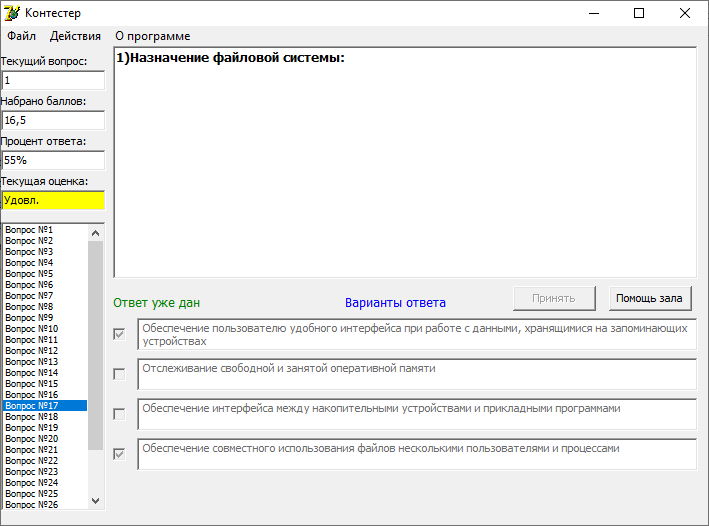 Контестер
Файл Действия О программе
Текущий вопрос:
1
Набрано баллов:
16,5
Процент ответа:
55%
Текущая оценка:
Удовл.
Вопрос №1
Вопрос №2
Вопрос №3
Вопрос №4
Вопрос №5
Вопрос №6
Вопрос №7
Вопрос №8
Вопрос №9
Вопрос №10
Вопрос №11
Вопрос №12
Вопрос №13
Вопрос №14
Вопрос №15
Вопрос №16
Вопрос №17
Вопрос №18
Вопрос №19
Вопрос №20
Вопрос №21
Вопрос №22
Вопрос №23
Вопрос №24
Вопрос №25
Вопрос №26
1)Назначение файловой системы:
Ответ уже дан Варианты ответа Принять Помощь зала
Обеспечение пользователю удобного интерфейса при работе с данными, хранящимися на запоминающих
устройствах
Отслеживание свободной и занятой оперативной памяти
Обеспечение интерфейса между накопительными устройствами и прикладными программами
Обеспечение совместного использования файлов несколькими пользователями и процессами